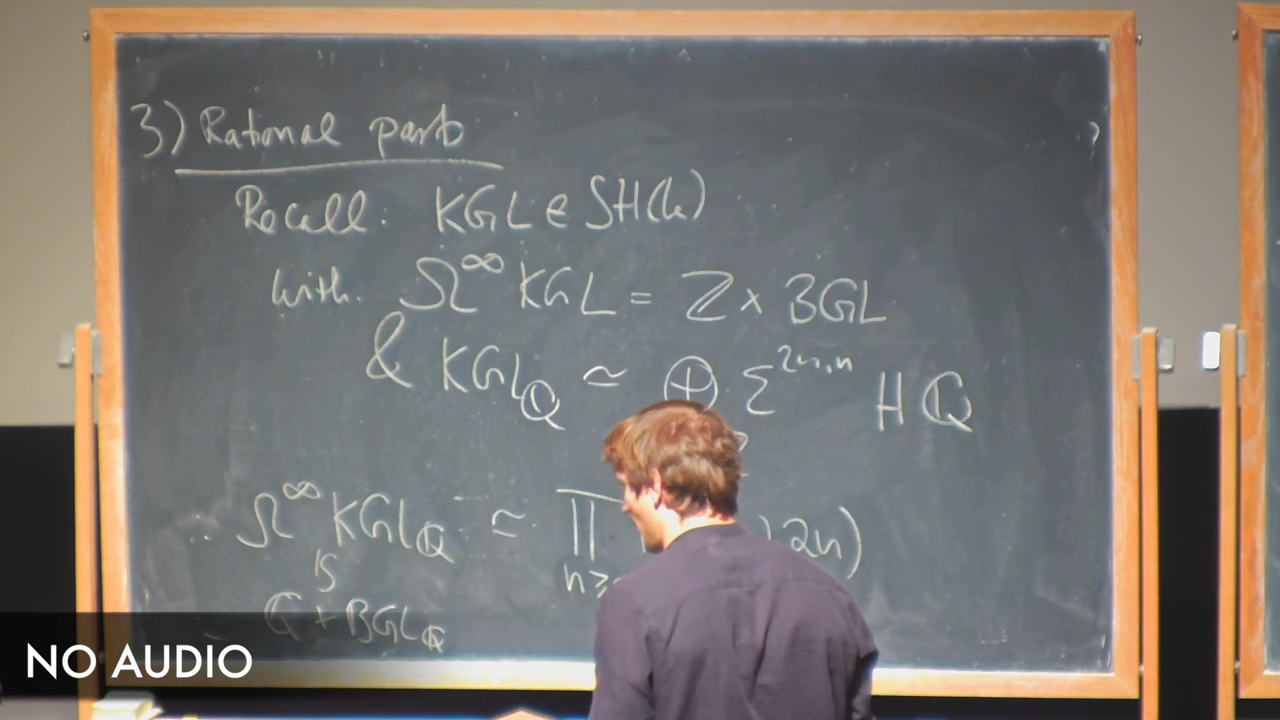 3) Rational part
Recall: KGL ∈ SH(k)
with Ω^∞ KGL = Z × BGL
& KGL_Q ≃ ⊕ Σ^{2n,n} HQ
Ω^∞ KGL_Q ≃ ∏ 2n)
n≥
Q × BGL_Q
NO AUDIO